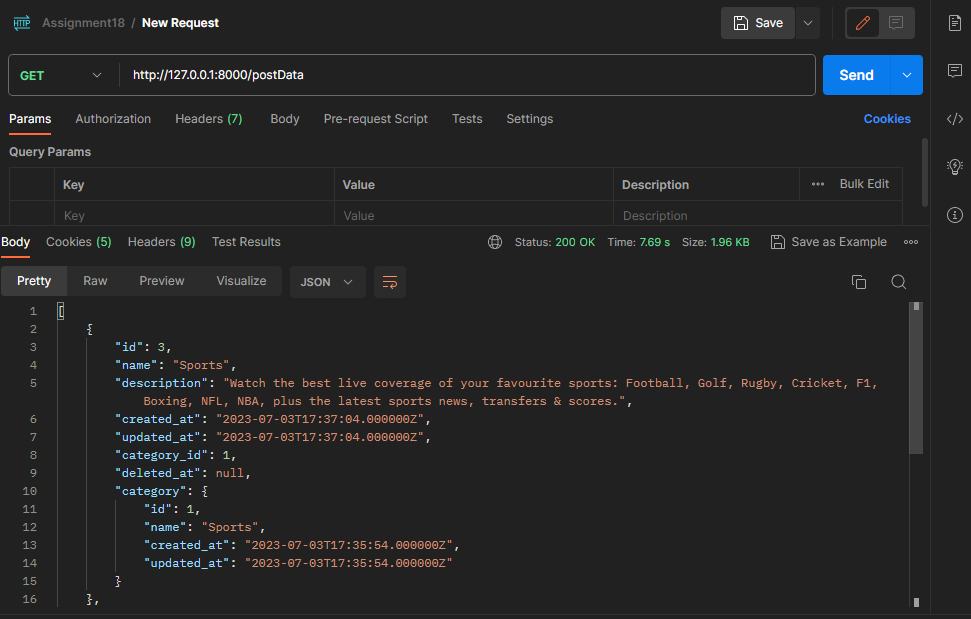 HTTP Assignment18 / New Request Save
GET http://127.0.0.1:8000/postData Send
Params Authorization Headers (7) Body Pre-request Script Tests Settings Cookies
Query Params
Key Value Description ••• Bulk Edit
Key Value Description
Body Cookies (5) Headers (9) Test Results Status: 200 OK Time: 7.69 s Size: 1.96 KB Save as Example •••
Pretty Raw Preview Visualize JSON
1 [
2 {
3 "id": 3,
4 "name": "Sports",
5 "description": "Watch the best live coverage of your favourite sports: Football, Golf, Rugby, Cricket, F1,
Boxing, NFL, NBA, plus the latest sports news, transfers & scores.",
6 "created_at": "2023-07-03T17:37:04.000000Z",
7 "updated_at": "2023-07-03T17:37:04.000000Z",
8 "category_id": 1,
9 "deleted_at": null,
10 "category": {
11 "id": 1,
12 "name": "Sports",
13 "created_at": "2023-07-03T17:35:54.000000Z",
14 "updated_at": "2023-07-03T17:35:54.000000Z"
15 }
16 },